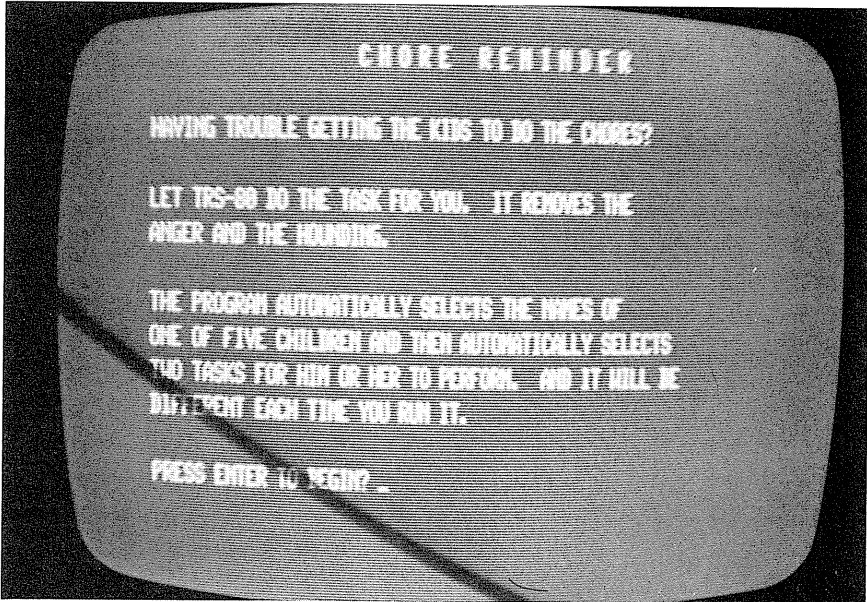 CHORE REMINDER
HAVING TROUBLE GETTING THE KIDS TO DO THE CHORES?
LET TRS-80 DO THE TASK FOR YOU.  IT REMOVES THE
ANGER AND THE HOUNDING.
THE PROGRAM AUTOMATICALLY SELECTS THE NAMES OF
ONE OF FIVE CHILDREN AND THEN AUTOMATICALLY SELECTS
TWO TASKS FOR HIM OR HER TO PERFORM.  AND IT WILL BE
DIFFERENT EACH TIME YOU RUN IT.
PRESS ENTER TO BEGIN? _